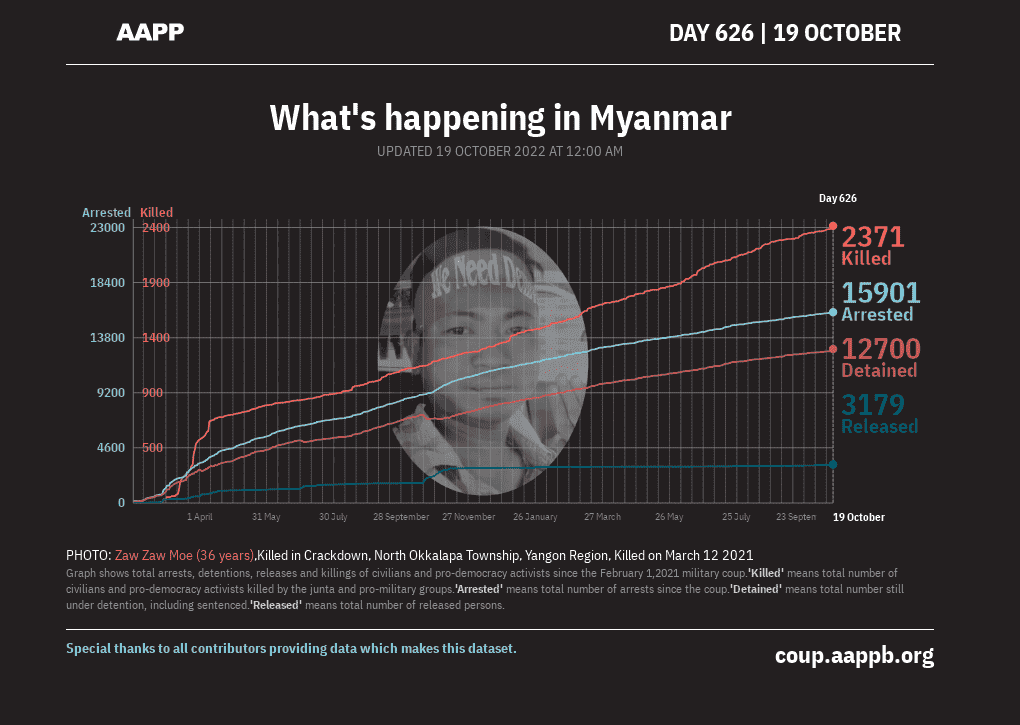 AAPP
DAY 626 | 19 OCTOBER
What's happening in Myanmar
UPDATED 19 OCTOBER 2022 AT 12:00 AM
Day 626
Arrested Killed
23000 2400
18400 1900
13800 1400
9200 900
4600 500
0
We Need
2371
Killed
15901
Arrested
12700
Detained
3179
Released
1 April 31 May 30 July 28 September 27 November 26 January 27 March 26 May 25 July 23 Septem 19 October
PHOTO: Zaw Zaw Moe (36 years),Killed in Crackdown, North Okkalapa Township, Yangon Region, Killed on March 12 2021
Graph shows total arrests, detentions, releases and killings of civilians and pro-democracy activists since the February 1,2021 military coup.'Killed' means total number of
civilians and pro-democracy activists killed by the junta and pro-military groups.'Arrested' means total number of arrests since the coup.'Detained' means total number still
under detention, including sentenced.'Released' means total number of released persons.
Special thanks to all contributors providing data which makes this dataset.
coup.aappb.org